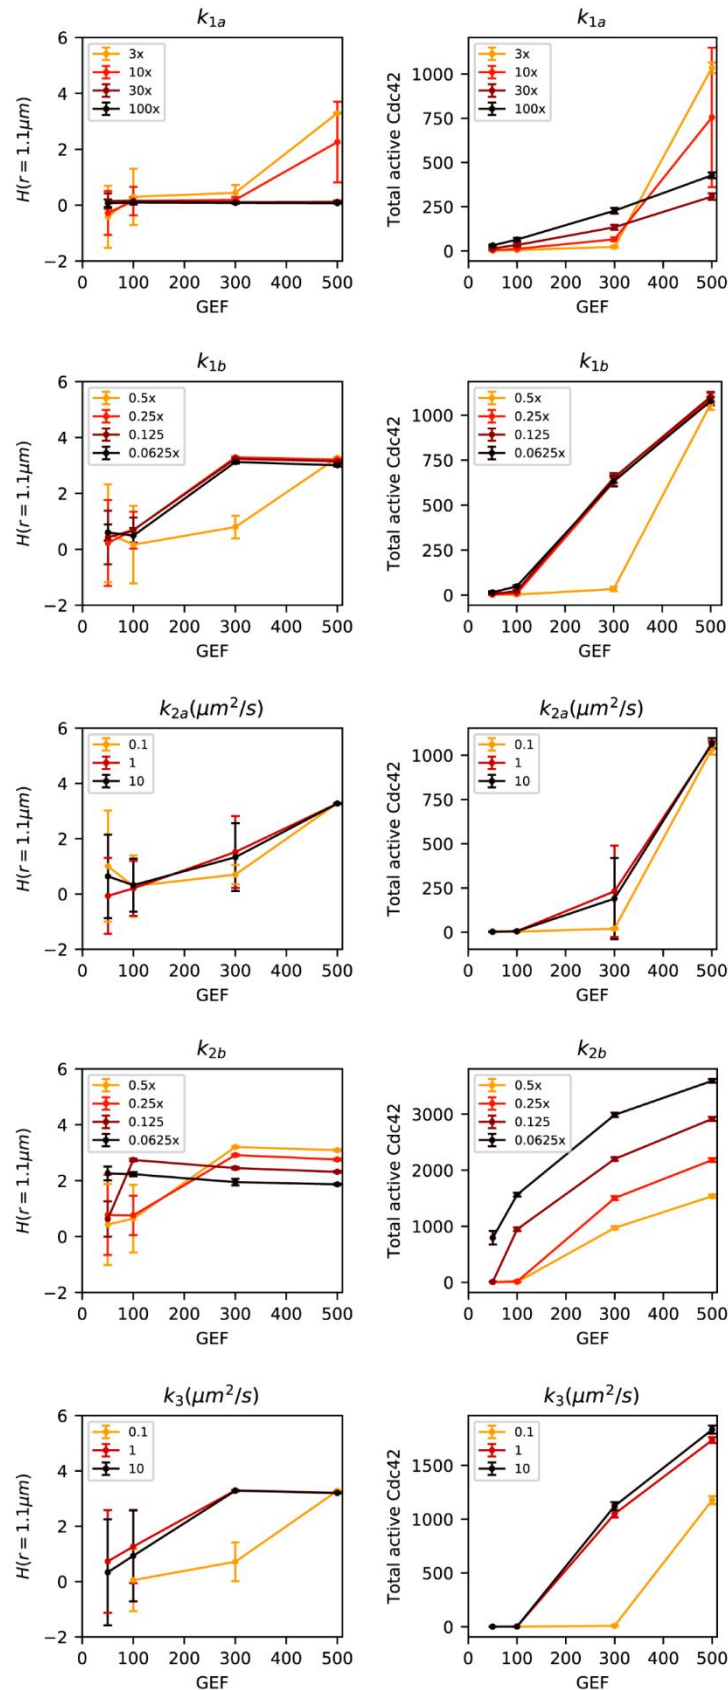 k1a
H(r = 1.1μm)
6
4
2
0
−2
3x
10x
30x
100x
0 100 200 300 400 500
GEF
k1a
Total active Cdc42
1000
750
500
250
0
3x
10x
30x
100x
0 100 200 300 400 500
GEF
k1b
H(r = 1.1μm)
6
4
2
0
−2
0.5x
0.25x
0.125
0.0625x
0 100 200 300 400 500
GEF
k1b
Total active Cdc42
1000
750
500
250
0
0.5x
0.25x
0.125
0.0625x
0 100 200 300 400 500
GEF
k2a(μm²/s)
H(r = 1.1μm)
6
4
2
0
−2
0.1
1
10
0 100 200 300 400 500
GEF
k2a(μm²/s)
Total active Cdc42
1000
750
500
250
0
0.1
1
10
0 100 200 300 400 500
GEF
k2b
H(r = 1.1μm)
6
4
2
0
−2
0.5x
0.25x
0.125
0.0625x
0 100 200 300 400 500
GEF
k2b
Total active Cdc42
3000
2000
1000
0
0.5x
0.25x
0.125
0.0625x
0 100 200 300 400 500
GEF
k3(μm²/s)
H(r = 1.1μm)
6
4
2
0
−2
0.1
1
10
0 100 200 300 400 500
GEF
k3(μm²/s)
Total active Cdc42
1500
1000
500
0
0.1
1
10
0 100 200 300 400 500
GEF